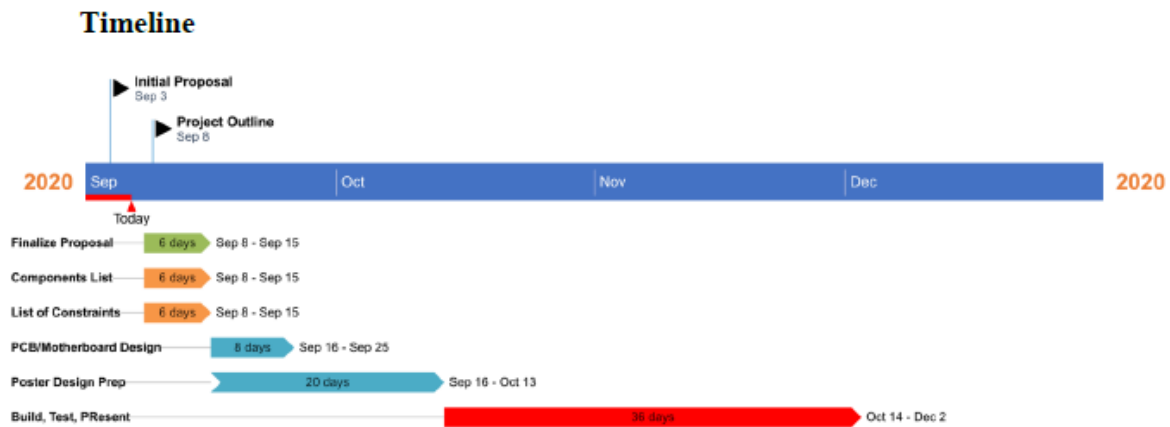 Timeline
Initial Proposal
Sep 3
Project Outline
Sep 8
2020 Sep Oct Nov Dec 2020
Today
Finalize Proposal 6 days Sep 8 - Sep 15
Components List 6 days Sep 8 - Sep 15
List of Constraints 6 days Sep 8 - Sep 15
PCB/Motherboard Design 8 days Sep 16 - Sep 25
Poster Design Prep 20 days Sep 16 - Oct 13
Build, Test, PResent 36 days Oct 14 - Dec 2